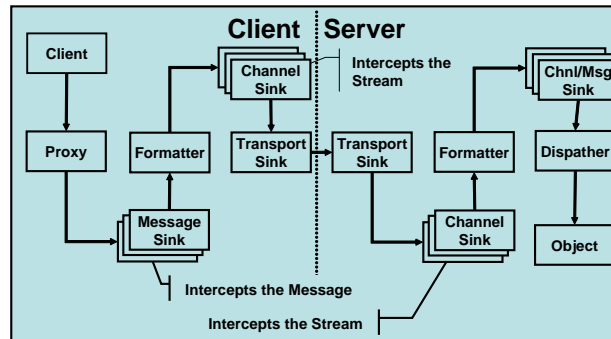 Client Server
Client
Channel
Sink
Intercepts the
Stream
Chnl/Msg
Sink
Proxy
Formatter
Transport
Sink
Transport
Sink
Formatter
Dispather
Message
Sink
Channel
Sink
Object
Intercepts the Message
Intercepts the Stream